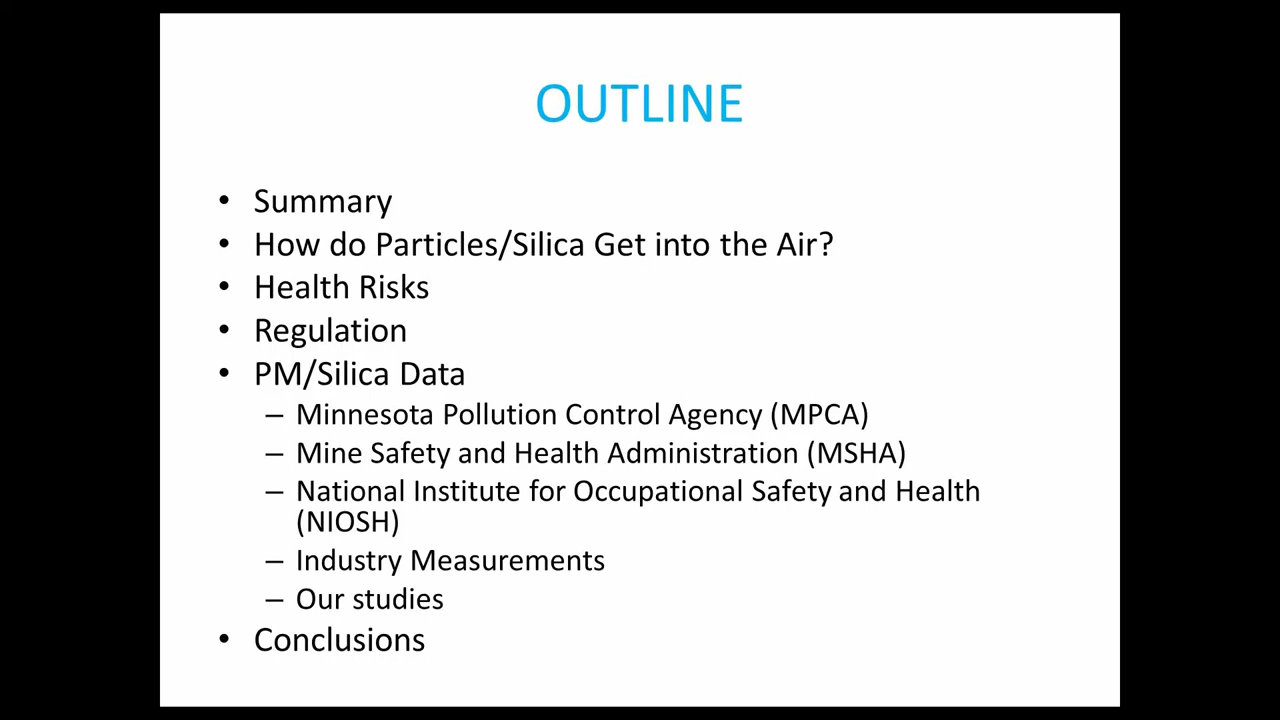 OUTLINE
• Summary
• How do Particles/Silica Get into the Air?
• Health Risks
• Regulation
• PM/Silica Data
– Minnesota Pollution Control Agency (MPCA)
– Mine Safety and Health Administration (MSHA)
– National Institute for Occupational Safety and Health
(NIOSH)
– Industry Measurements
– Our studies
• Conclusions